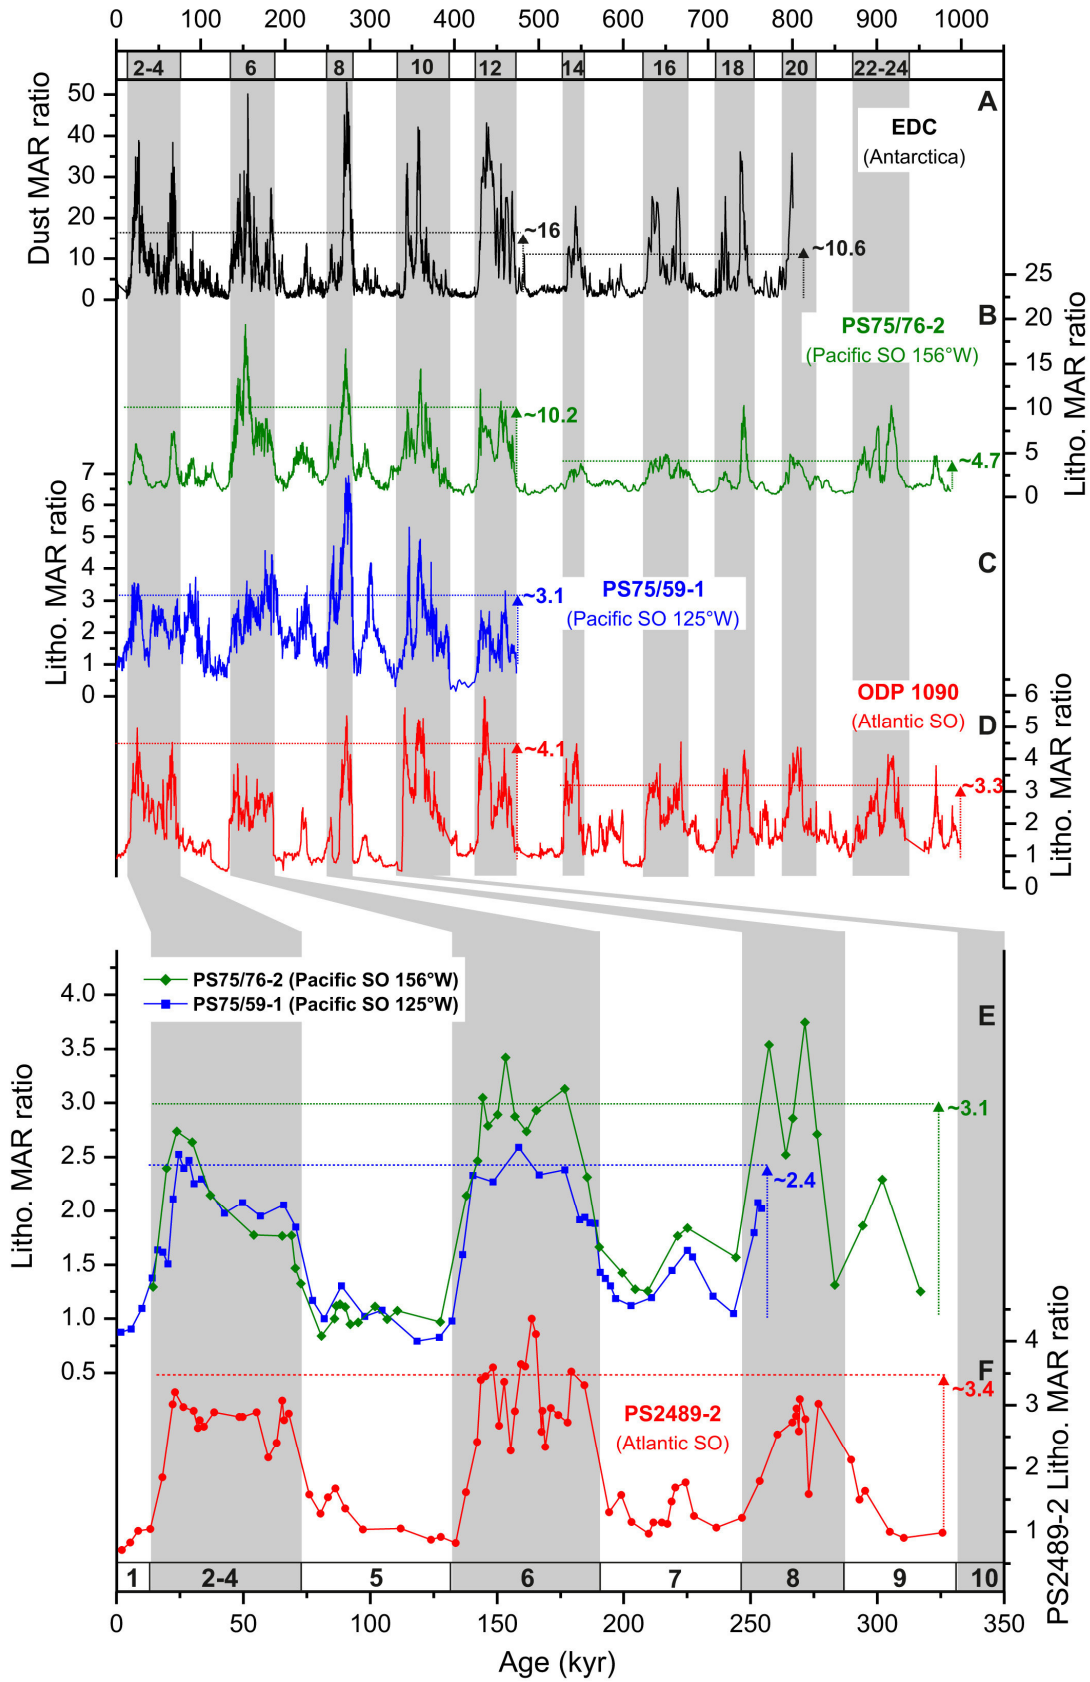 0 100 200 300 400 500 600 700 800 900 1000
2-4 6 8 10 12 14 16 18 20 22-24
A
EDC
(Antarctica)
Dust MAR ratio
50
40
30
20
10
0
~16
~10.6
B
PS75/76-2
(Pacific SO 156°W)
25
20
15
10
5
0
Litho. MAR ratio
~10.2
~4.7
C
PS75/59-1
(Pacific SO 125°W)
Litho. MAR ratio
7
6
5
4
3
2
1
0
~3.1
ODP 1090
(Atlantic SO)
D
6
5
4
3
2
1
0
Litho. MAR ratio
~4.1
~3.3
PS75/76-2 (Pacific SO 156°W)
PS75/59-1 (Pacific SO 125°W)
E
Litho. MAR ratio
4.0
3.5
3.0
2.5
2.0
1.5
1.0
0.5
~3.1
~2.4
F
~3.4
PS2489-2
(Atlantic SO)
4
3
2
1
PS2489-2 Litho. MAR ratio
1 2-4 5 6 7 8 9 10
0 50 100 150 200 250 300 350
Age (kyr)